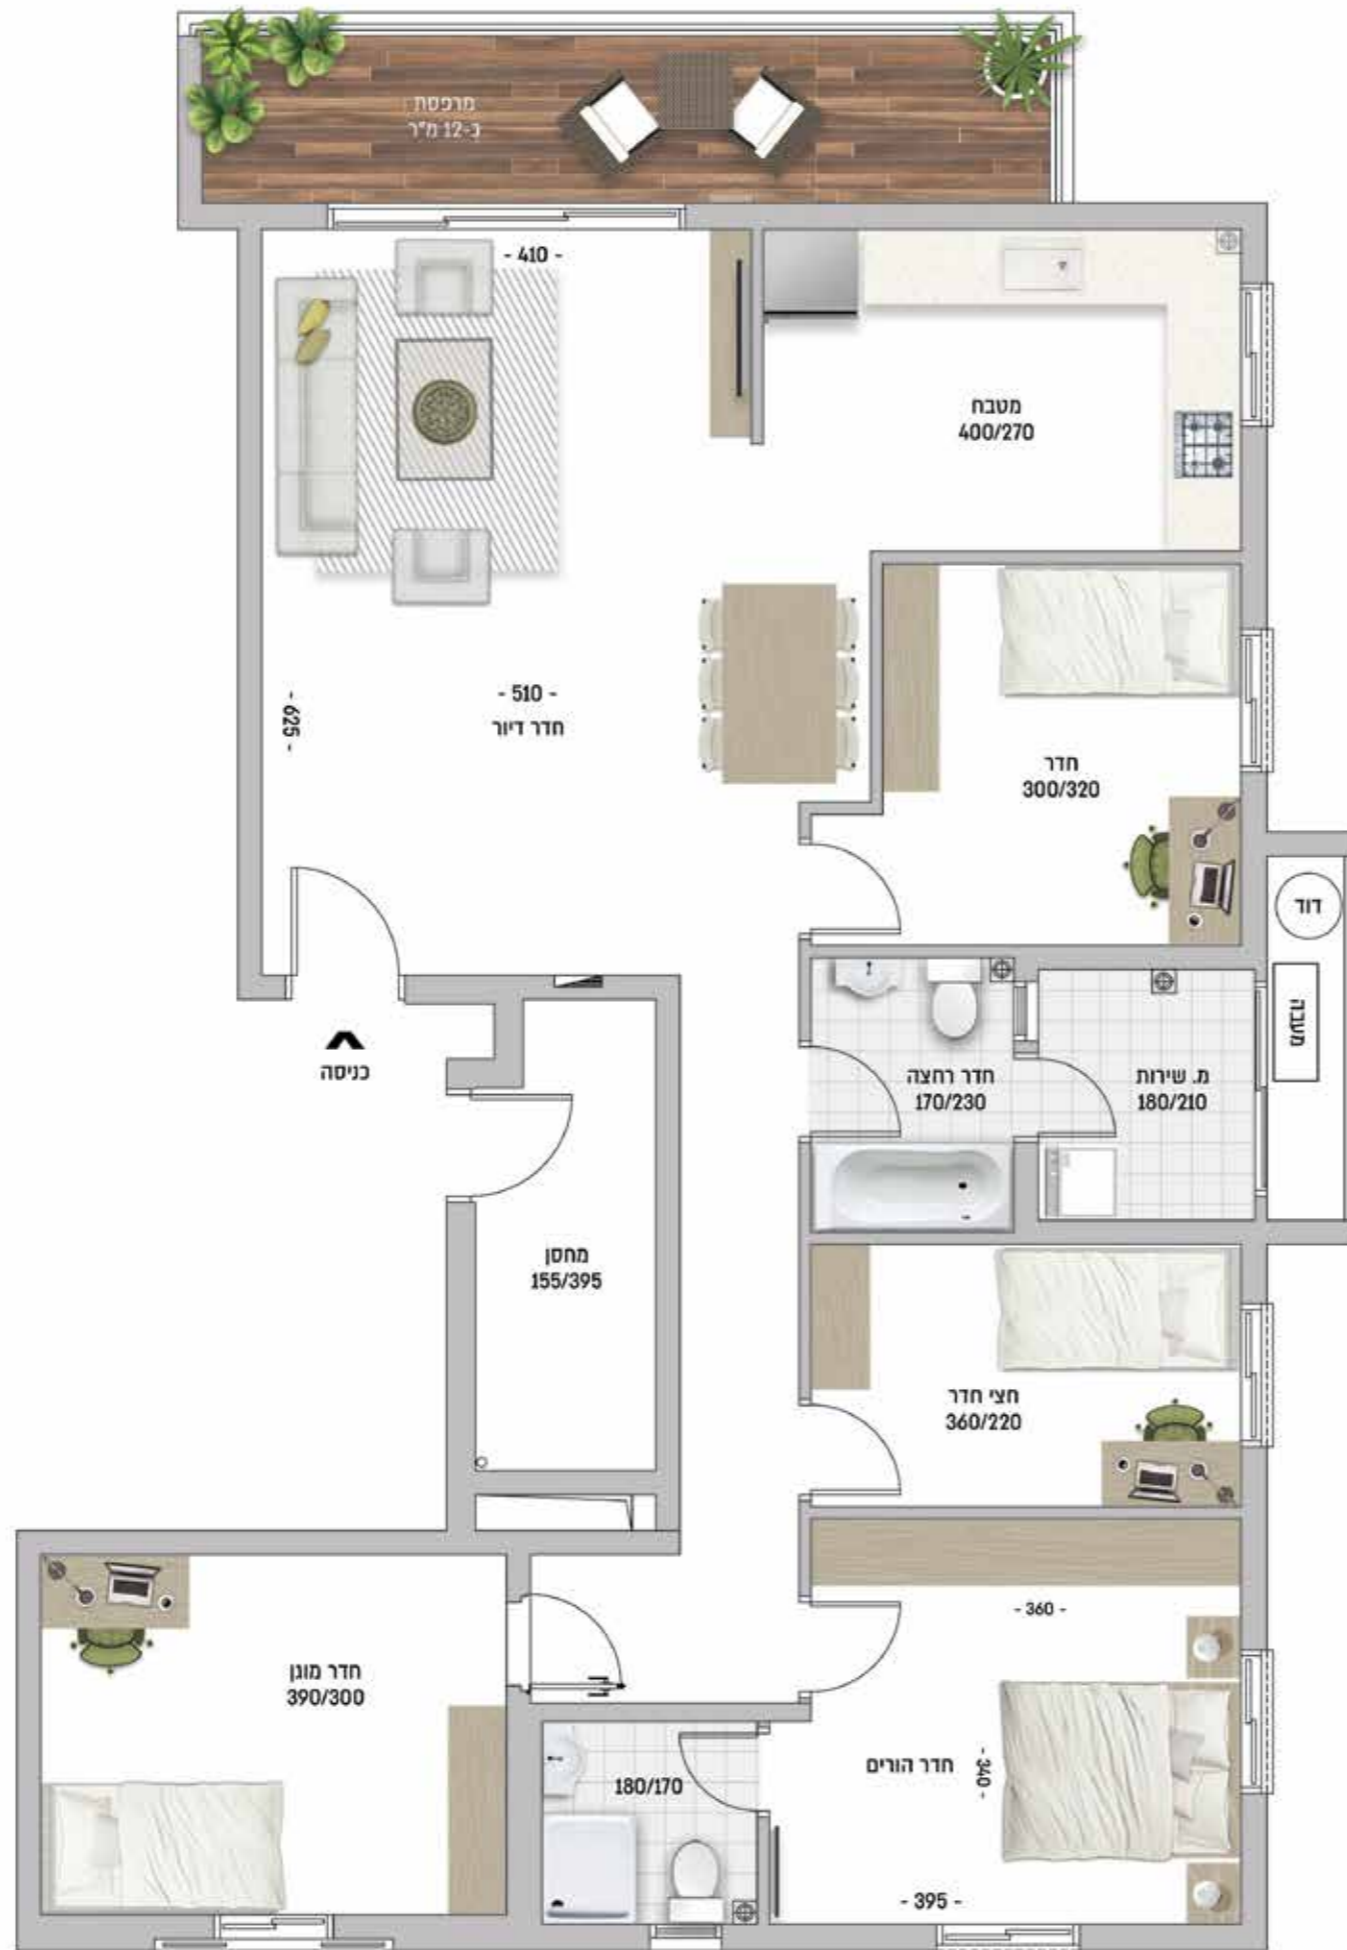 מרפסת
כ-12 מ"ר
- 410 -
מטבח
400/270
- 625 -
- 510 -
חדר דיור
חדר
300/320
דוד
מעבה
כניסה
חדר רחצה
170/230
מ. שירות
180/210
מחסן
155/395
חצי חדר
360/220
- 360 -
חדר מוגן
390/300
180/170
חדר הורים
- 340 -
- 395 -